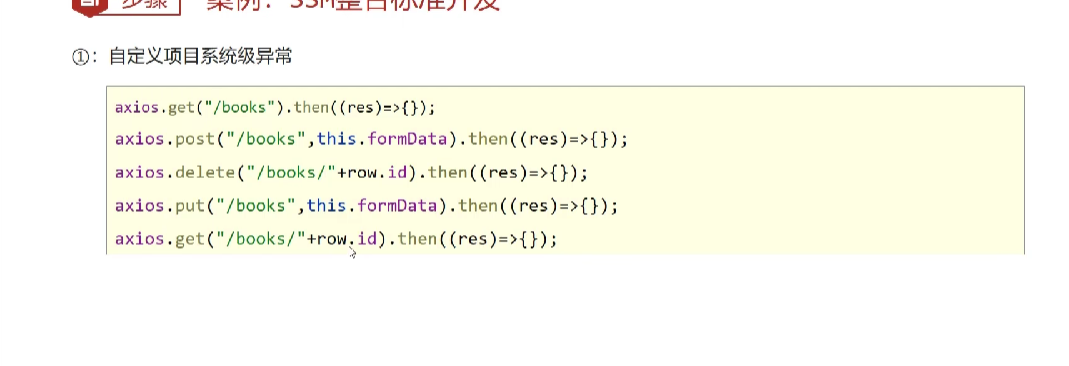 步骤 案例：SSM整合标准开发
①：自定义项目系统级异常
axios.get("/books").then((res)=>{});
axios.post("/books",this.formData).then((res)=>{});
axios.delete("/books/"+row.id).then((res)=>{});
axios.put("/books",this.formData).then((res)=>{});
axios.get("/books/"+row.id).then((res)=>{});